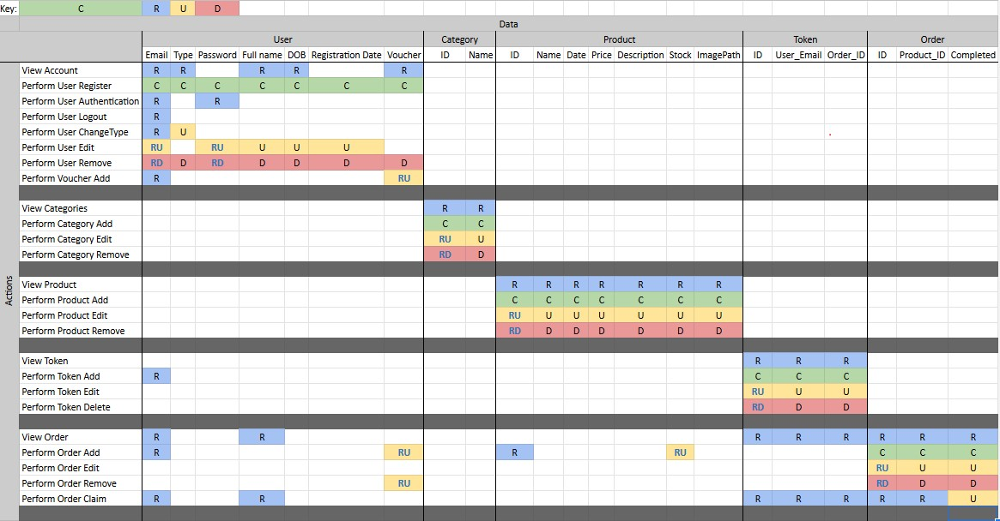 Key: C R U D
Data
User Category Product Token Order
Email Type Password Full name DOB Registration Date Voucher ID Name ID Name Date Price Description Stock ImagePath ID User_Email Order_ID ID Product_ID Completed
Actions
View Account R R R R R
Perform User Register C C C C C C C
Perform User Authentication R R
Perform User Logout R
Perform User ChangeType R U
Perform User Edit RU RU U U U
Perform User Remove RD D RD D D D D
Perform Voucher Add R RU
View Categories R R
Perform Category Add C C
Perform Category Edit RU U
Perform Category Remove RD D
View Product R R R R R R R
Perform Product Add C C C C C C C
Perform Product Edit RU U U U U U U
Perform Product Remove RD D D D D D D
View Token R R R
Perform Token Add R C C C
Perform Token Edit RU U U
Perform Token Delete RD D D
View Order R R R R R R R R
Perform Order Add R RU R RU C C C
Perform Order Edit RU U U
Perform Order Remove RU RD D D
Perform Order Claim R R R R R R R U